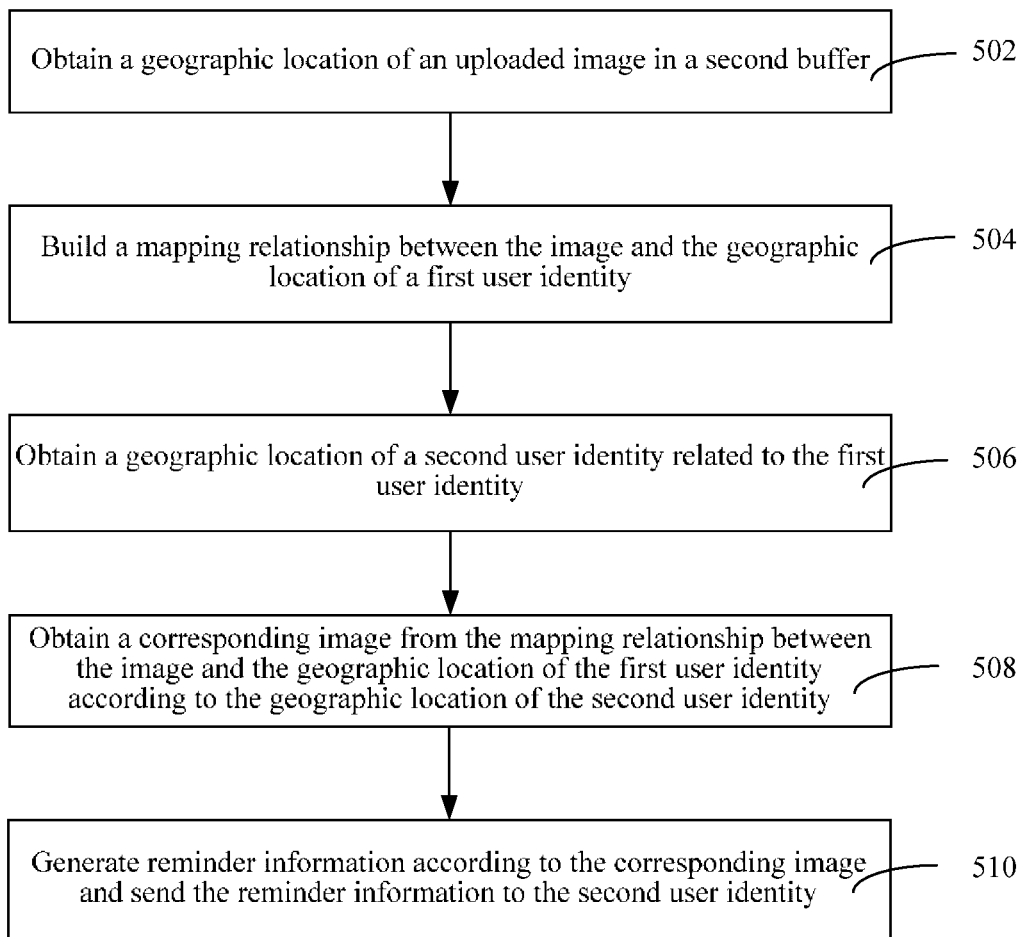 Obtain a geographic location of an uploaded image in a second buffer
502
Build a mapping relationship between the image and the geographic
location of a first user identity
504
Obtain a geographic location of a second user identity related to the first
user identity
506
Obtain a corresponding image from the mapping relationship between
the image and the geographic location of the first user identity
according to the geographic location of the second user identity
508
Generate reminder information according to the corresponding image
and send the reminder information to the second user identity
510